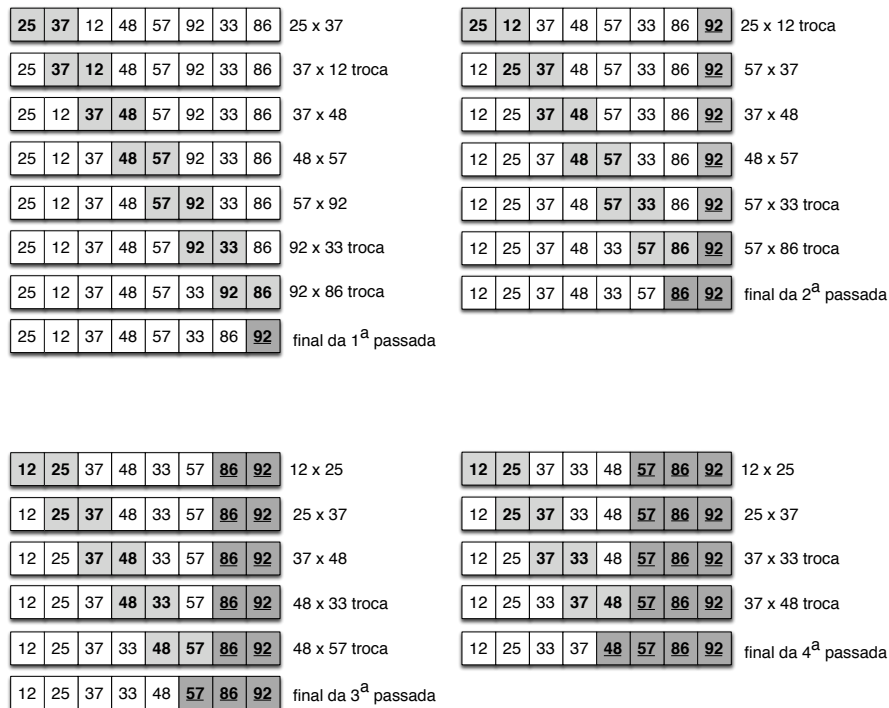 25 37 12 48 57 92 33 86 25 x 37
25 37 12 48 57 92 33 86 37 x 12 troca
25 12 37 48 57 92 33 86 37 x 48
25 12 37 48 57 92 33 86 48 x 57
25 12 37 48 57 92 33 86 57 x 92
25 12 37 48 57 92 33 86 92 x 33 troca
25 12 37 48 57 33 92 86 92 x 86 troca
25 12 37 48 57 33 86 92 final da 1ª passada
25 12 37 48 57 33 86 92 25 x 12 troca
12 25 37 48 57 33 86 92 57 x 37
12 25 37 48 57 33 86 92 37 x 48
12 25 37 48 57 33 86 92 48 x 57
12 25 37 48 57 33 86 92 57 x 33 troca
12 25 37 48 33 57 86 92 57 x 86 troca
12 25 37 48 33 57 86 92 final da 2ª passada
12 25 37 48 33 57 86 92 12 x 25
12 25 37 48 33 57 86 92 25 x 37
12 25 37 48 33 57 86 92 37 x 48
12 25 37 48 33 57 86 92 48 x 33 troca
12 25 37 33 48 57 86 92 48 x 57 troca
12 25 37 33 48 57 86 92 final da 3ª passada
12 25 37 33 48 57 86 92 12 x 25
12 25 37 33 48 57 86 92 25 x 37
12 25 37 33 48 57 86 92 37 x 33 troca
12 25 33 37 48 57 86 92 37 x 48 troca
12 25 33 37 48 57 86 92 final da 4ª passada